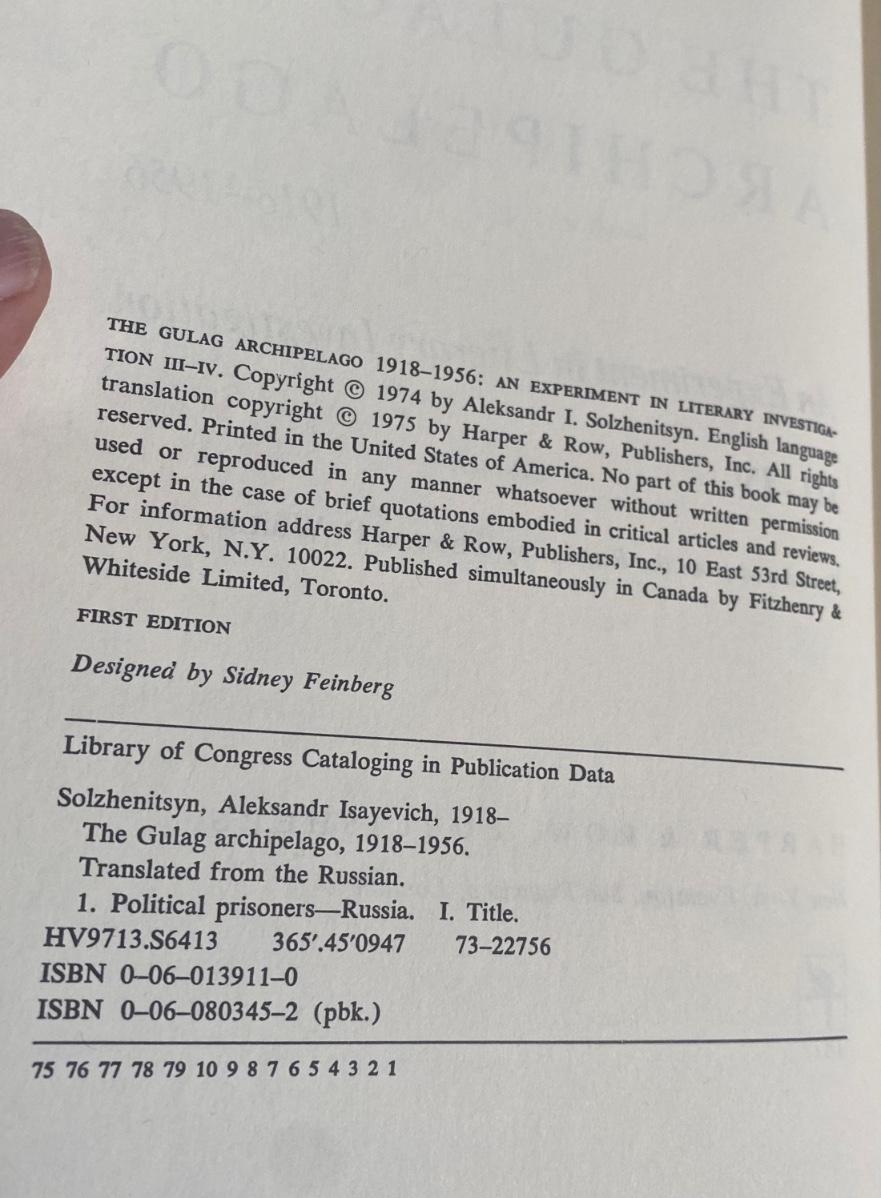 THE GULAG ARCHIPELAGO 1918–1956: AN EXPERIMENT IN LITERARY INVESTIGA-
TION III–IV. Copyright © 1974 by Aleksandr I. Solzhenitsyn. English language
translation copyright © 1975 by Harper & Row, Publishers, Inc. All rights
reserved. Printed in the United States of America. No part of this book may be
used or reproduced in any manner whatsoever without written permission
except in the case of brief quotations embodied in critical articles and reviews.
For information address Harper & Row, Publishers, Inc., 10 East 53rd Street,
New York, N.Y. 10022. Published simultaneously in Canada by Fitzhenry &
Whiteside Limited, Toronto.
FIRST EDITION
Designed by Sidney Feinberg
Library of Congress Cataloging in Publication Data
Solzhenitsyn, Aleksandr Isayevich, 1918–
The Gulag archipelago, 1918–1956.
Translated from the Russian.
1. Political prisoners—Russia. I. Title.
HV9713.S6413 365′.45′0947 73–22756
ISBN 0–06–013911–0
ISBN 0–06–080345–2 (pbk.)
75 76 77 78 79 10 9 8 7 6 5 4 3 2 1